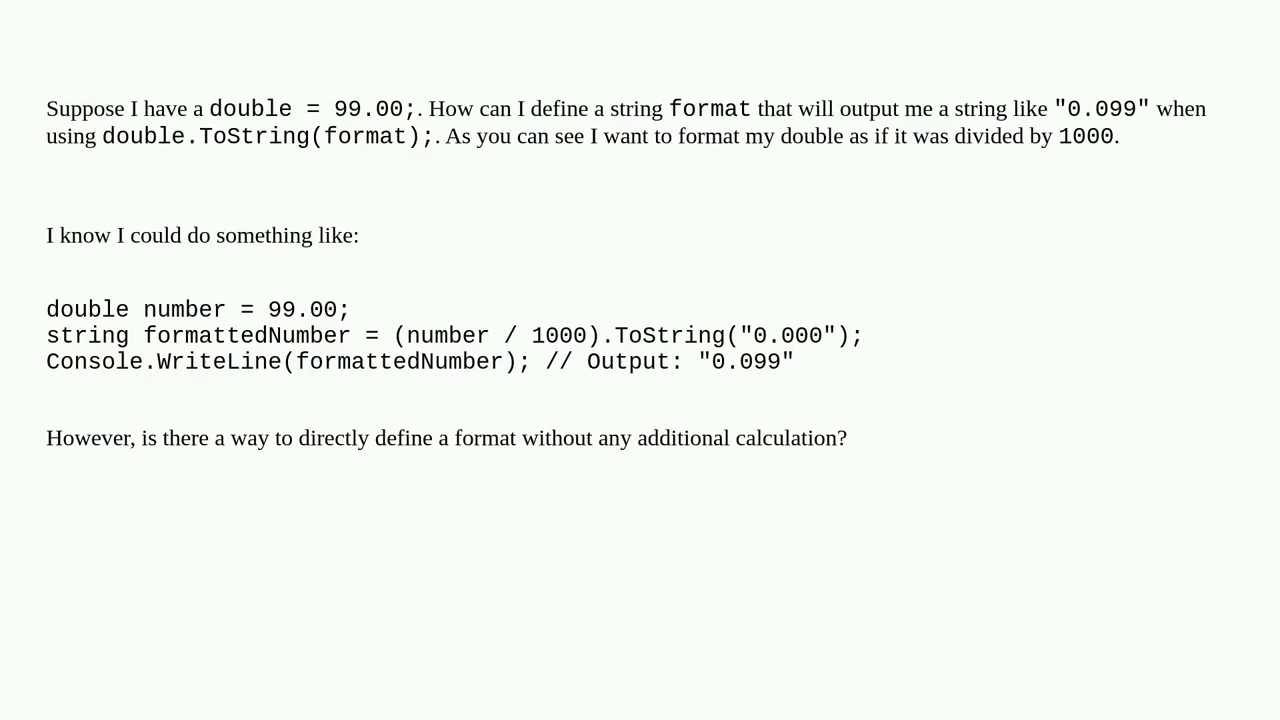 Suppose I have a double = 99.00;. How can I define a string format that will output me a string like "0.099" when
using double.ToString(format);. As you can see I want to format my double as if it was divided by 1000.
I know I could do something like:
double number = 99.00;
string formattedNumber = (number / 1000).ToString("0.000");
Console.WriteLine(formattedNumber); // Output: "0.099"
However, is there a way to directly define a format without any additional calculation?